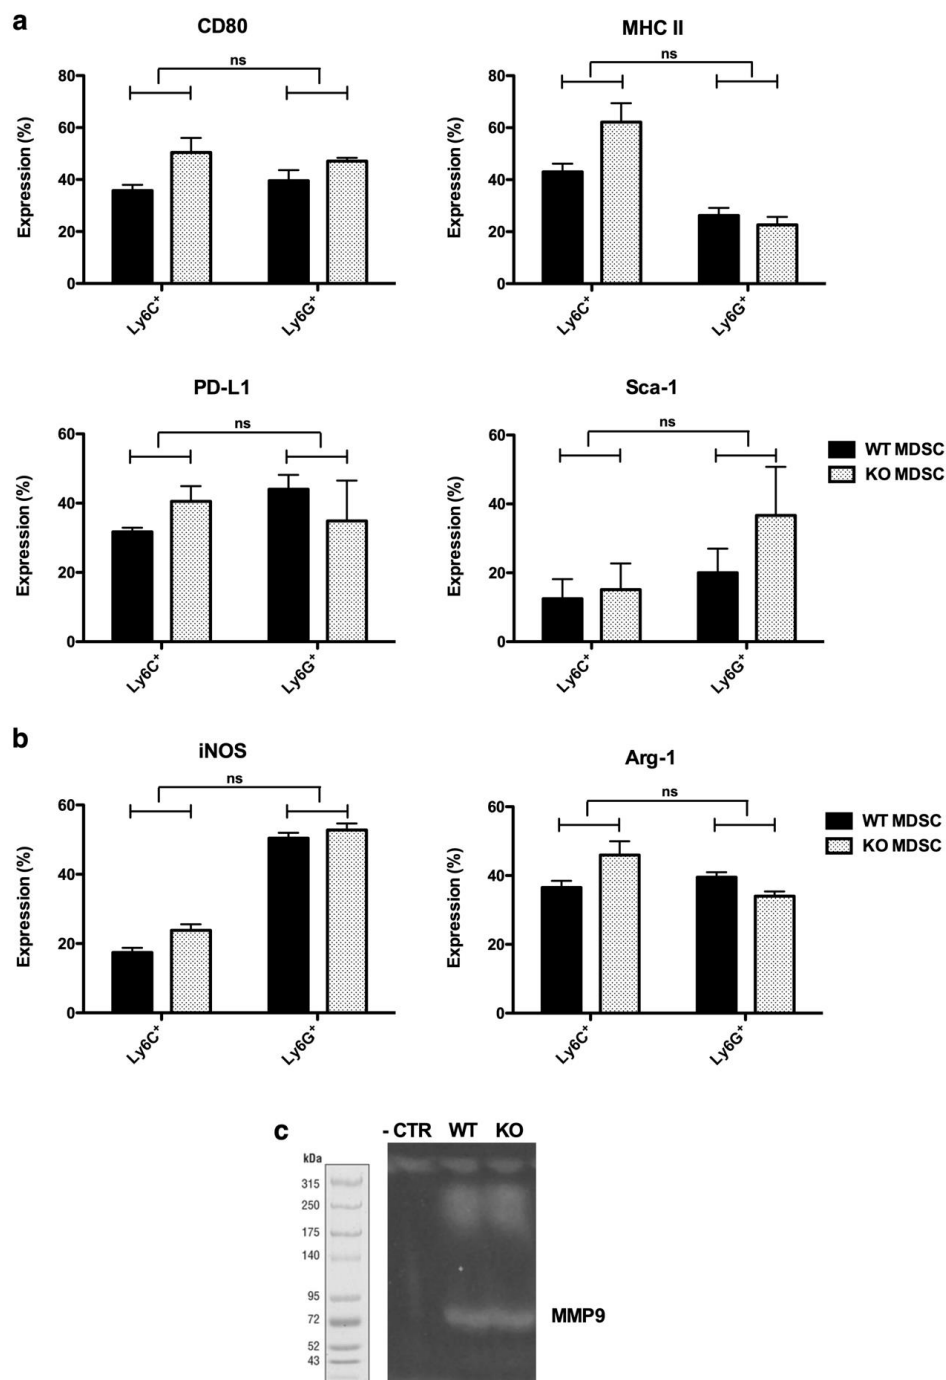 a
CD80
ns
Expression (%)
80
60
40
20
0
Ly6C+
Ly6G+
MHC II
ns
Expression (%)
80
60
40
20
0
Ly6C+
Ly6G+
PD-L1
ns
Expression (%)
60
40
20
0
Ly6C+
Ly6G+
Sca-1
ns
Expression (%)
60
40
20
0
Ly6C+
Ly6G+
WT MDSC
KO MDSC
b
iNOS
ns
Expression (%)
60
40
20
0
Ly6C+
Ly6G+
Arg-1
ns
Expression (%)
60
40
20
0
Ly6C+
Ly6G+
WT MDSC
KO MDSC
c
- CTR WT KO
kDa
315
250
175
140
95
72
52
43
MMP9